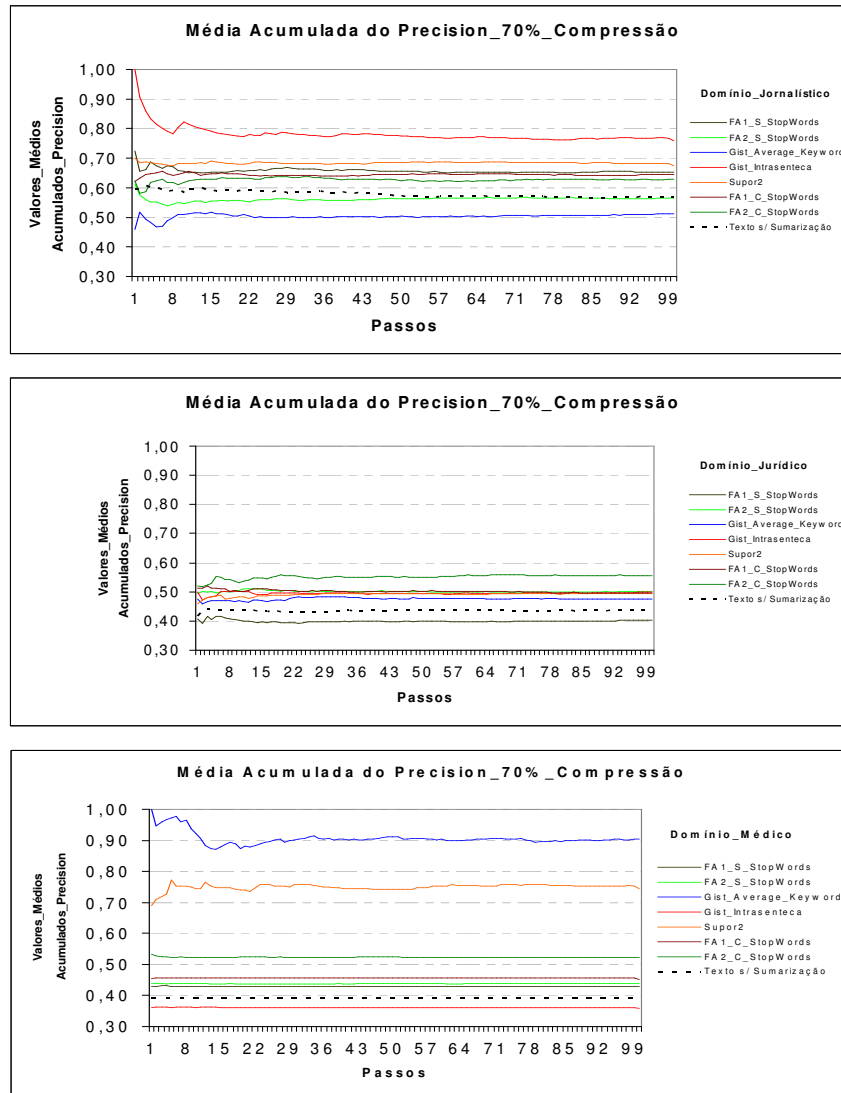 Média Acumulada do Precision_70%_Compressão
Valores_Médios
Acumulados_Precision
1,00
0,90
0,80
0,70
0,60
0,50
0,40
0,30
1 8 15 22 29 36 43 50 57 64 71 78 85 92 99
Passos
Domínio_Jornalístico
FA1_S_StopWords
FA2_S_StopWords
Gist_Average_Keyword
Gist_Intrasenteca
Supor2
FA1_C_StopWords
FA2_C_StopWords
Texto s/ Sumarização
Média Acumulada do Precision_70%_Compressão
Valores_Médios
Acumulados_Precision
1,00
0,90
0,80
0,70
0,60
0,50
0,40
0,30
1 8 15 22 29 36 43 50 57 64 71 78 85 92 99
Passos
Domínio_Jurídico
FA1_S_StopWords
FA2_S_StopWords
Gist_Average_Keyword
Gist_Intrasenteca
Supor2
FA1_C_StopWords
FA2_C_StopWords
Texto s/ Sumarização
Média Acumulada do Precision_70%_Compressão
Valores_Médios
Acumulados_Precision
1,00
0,90
0,80
0,70
0,60
0,50
0,40
0,30
1 8 15 22 29 36 43 50 57 64 71 78 85 92 99
Passos
Domínio_Médico
FA1_S_StopWords
FA2_S_StopWords
Gist_Average_Keyword
Gist_Intrasenteca
Supor2
FA1_C_StopWords
FA2_C_StopWords
Texto s/ Sumarização